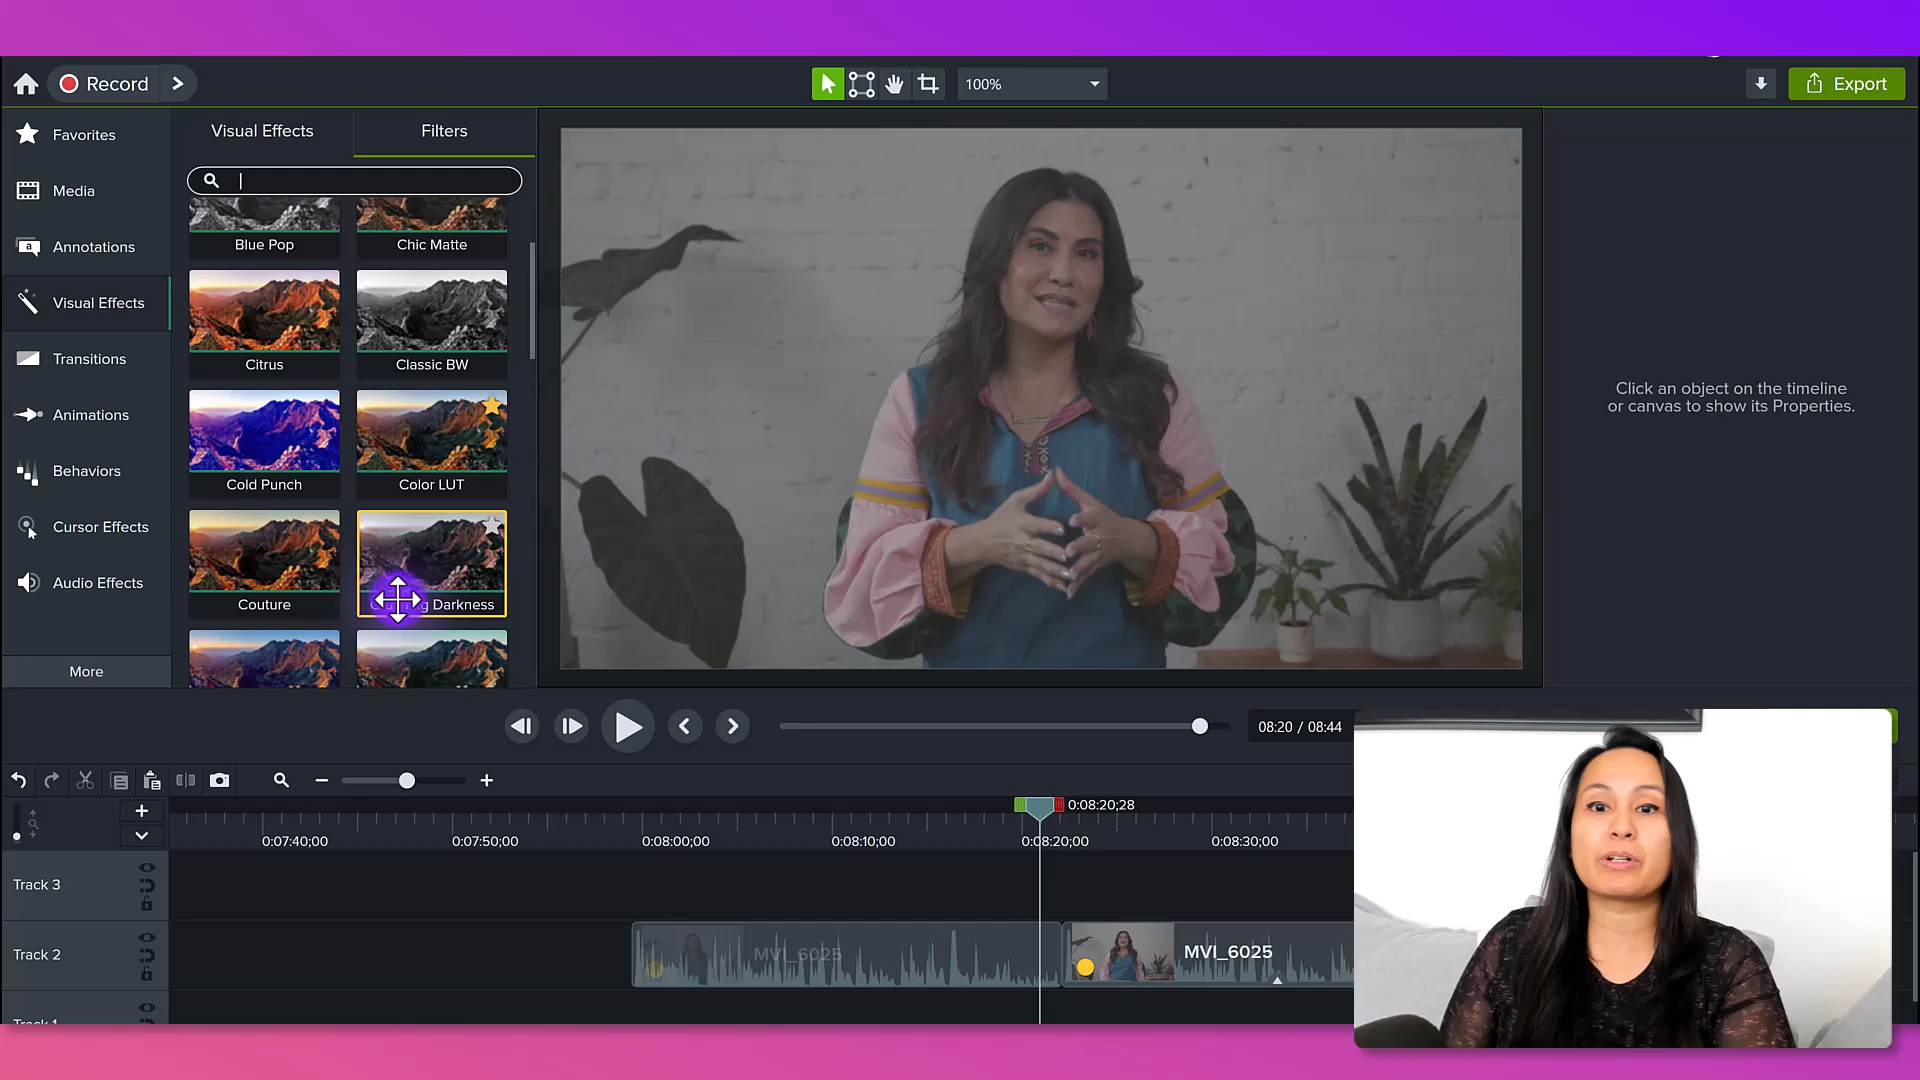 Record
100%
Export
Favorites
Media
Annotations
Visual Effects
Transitions
Animations
Behaviors
Cursor Effects
Audio Effects
More
Visual Effects
Filters
Blue Pop
Chic Matte
Citrus
Classic BW
Cold Punch
Color LUT
Couture
Darkness
Click an object on the timeline
or canvas to show its Properties.
08:20 / 08:44
0:08:20;28
0:07:40;00
0:07:50;00
0:08:00;00
0:08:10;00
0:08:20;00
0:08:30;00
Track 3
Track 2
MVI_6025
MVI_6025
Track 1